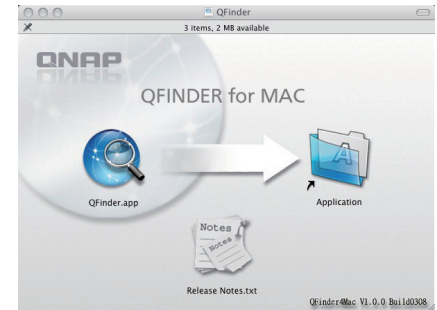 QFinder
3 items, 2 MB available
QNAP
QFINDER for MAC
A
QFinder.app
Application
Notes
Notes
Release Notes.txt
QFinder4Mac V1.0.0 Build0308